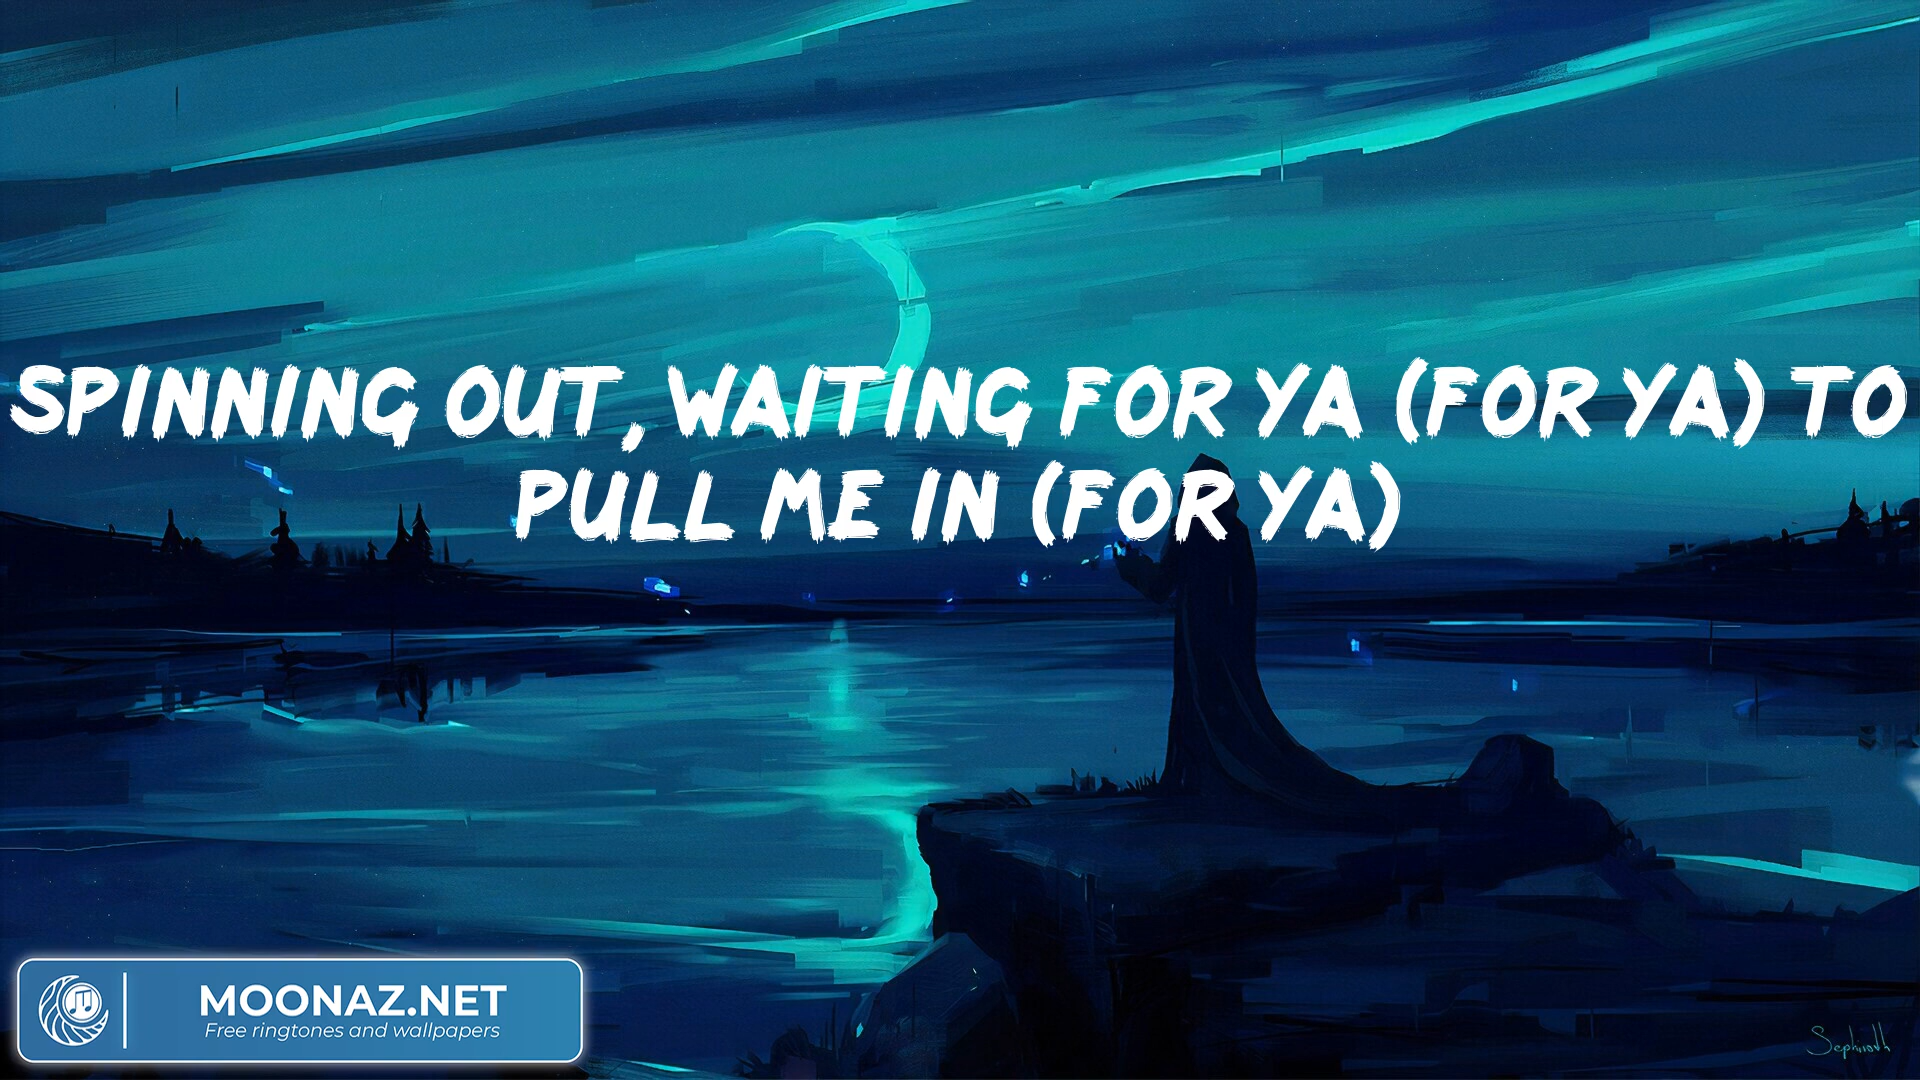 SPINNING OUT, WAITING FOR YA (FOR YA) TO
PULL ME IN (FOR YA)
MOONAZ.NET
Free ringtones and wallpapers
Sephiroth